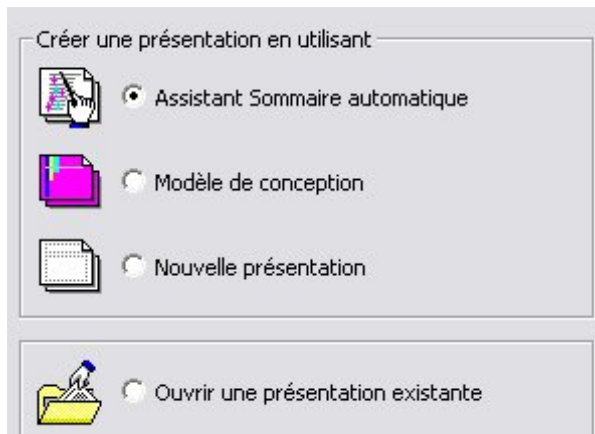 Créer une présentation en utilisant
Assistant Sommaire automatique
Modèle de conception
Nouvelle présentation
Ouvrir une présentation existante